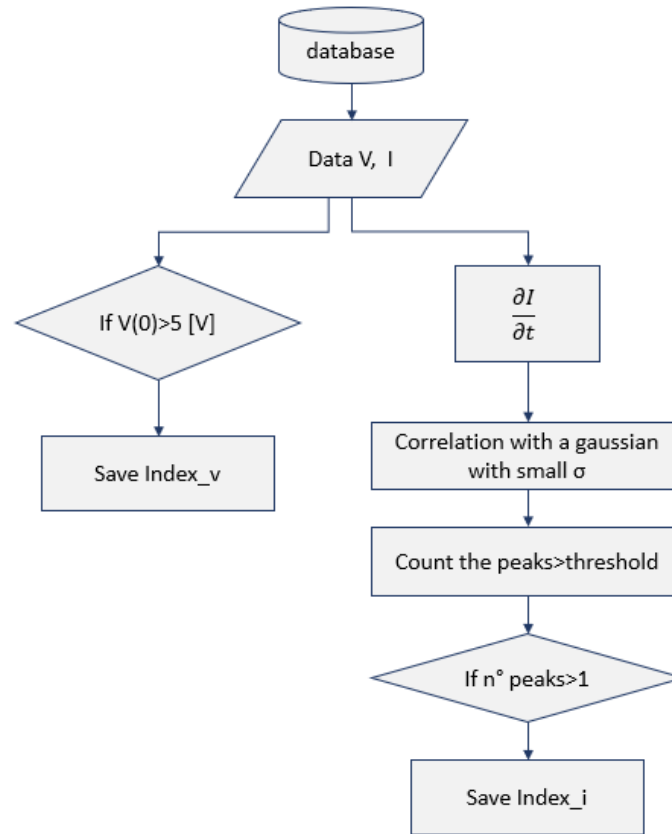 database
Data V, I
If V(0)>5 [V]
Save Index_v
∂I
∂t
Correlation with a gaussian
with small σ
Count the peaks>threshold
If n° peaks>1
Save Index_i